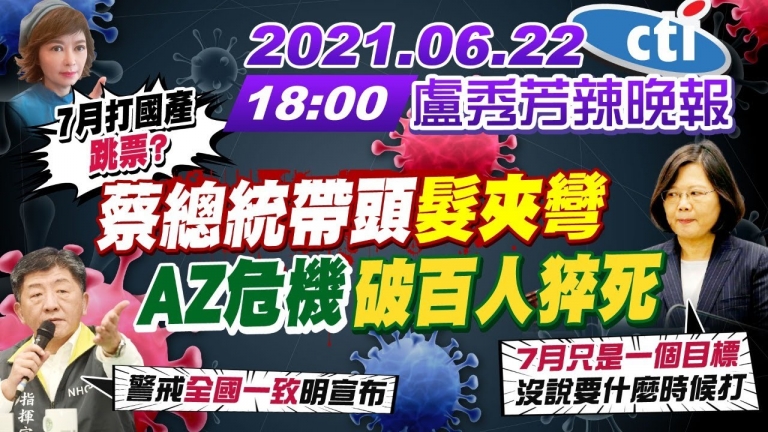 2021.06.22
cti
18:00 盧秀芳辣晚報
7月打國產
跳票?
蔡總統帶頭髮夾彎
AZ危機破百人猝死
7月只是一個目標
沒說要什麼時候打
警戒全國一致明宣布
指揮官